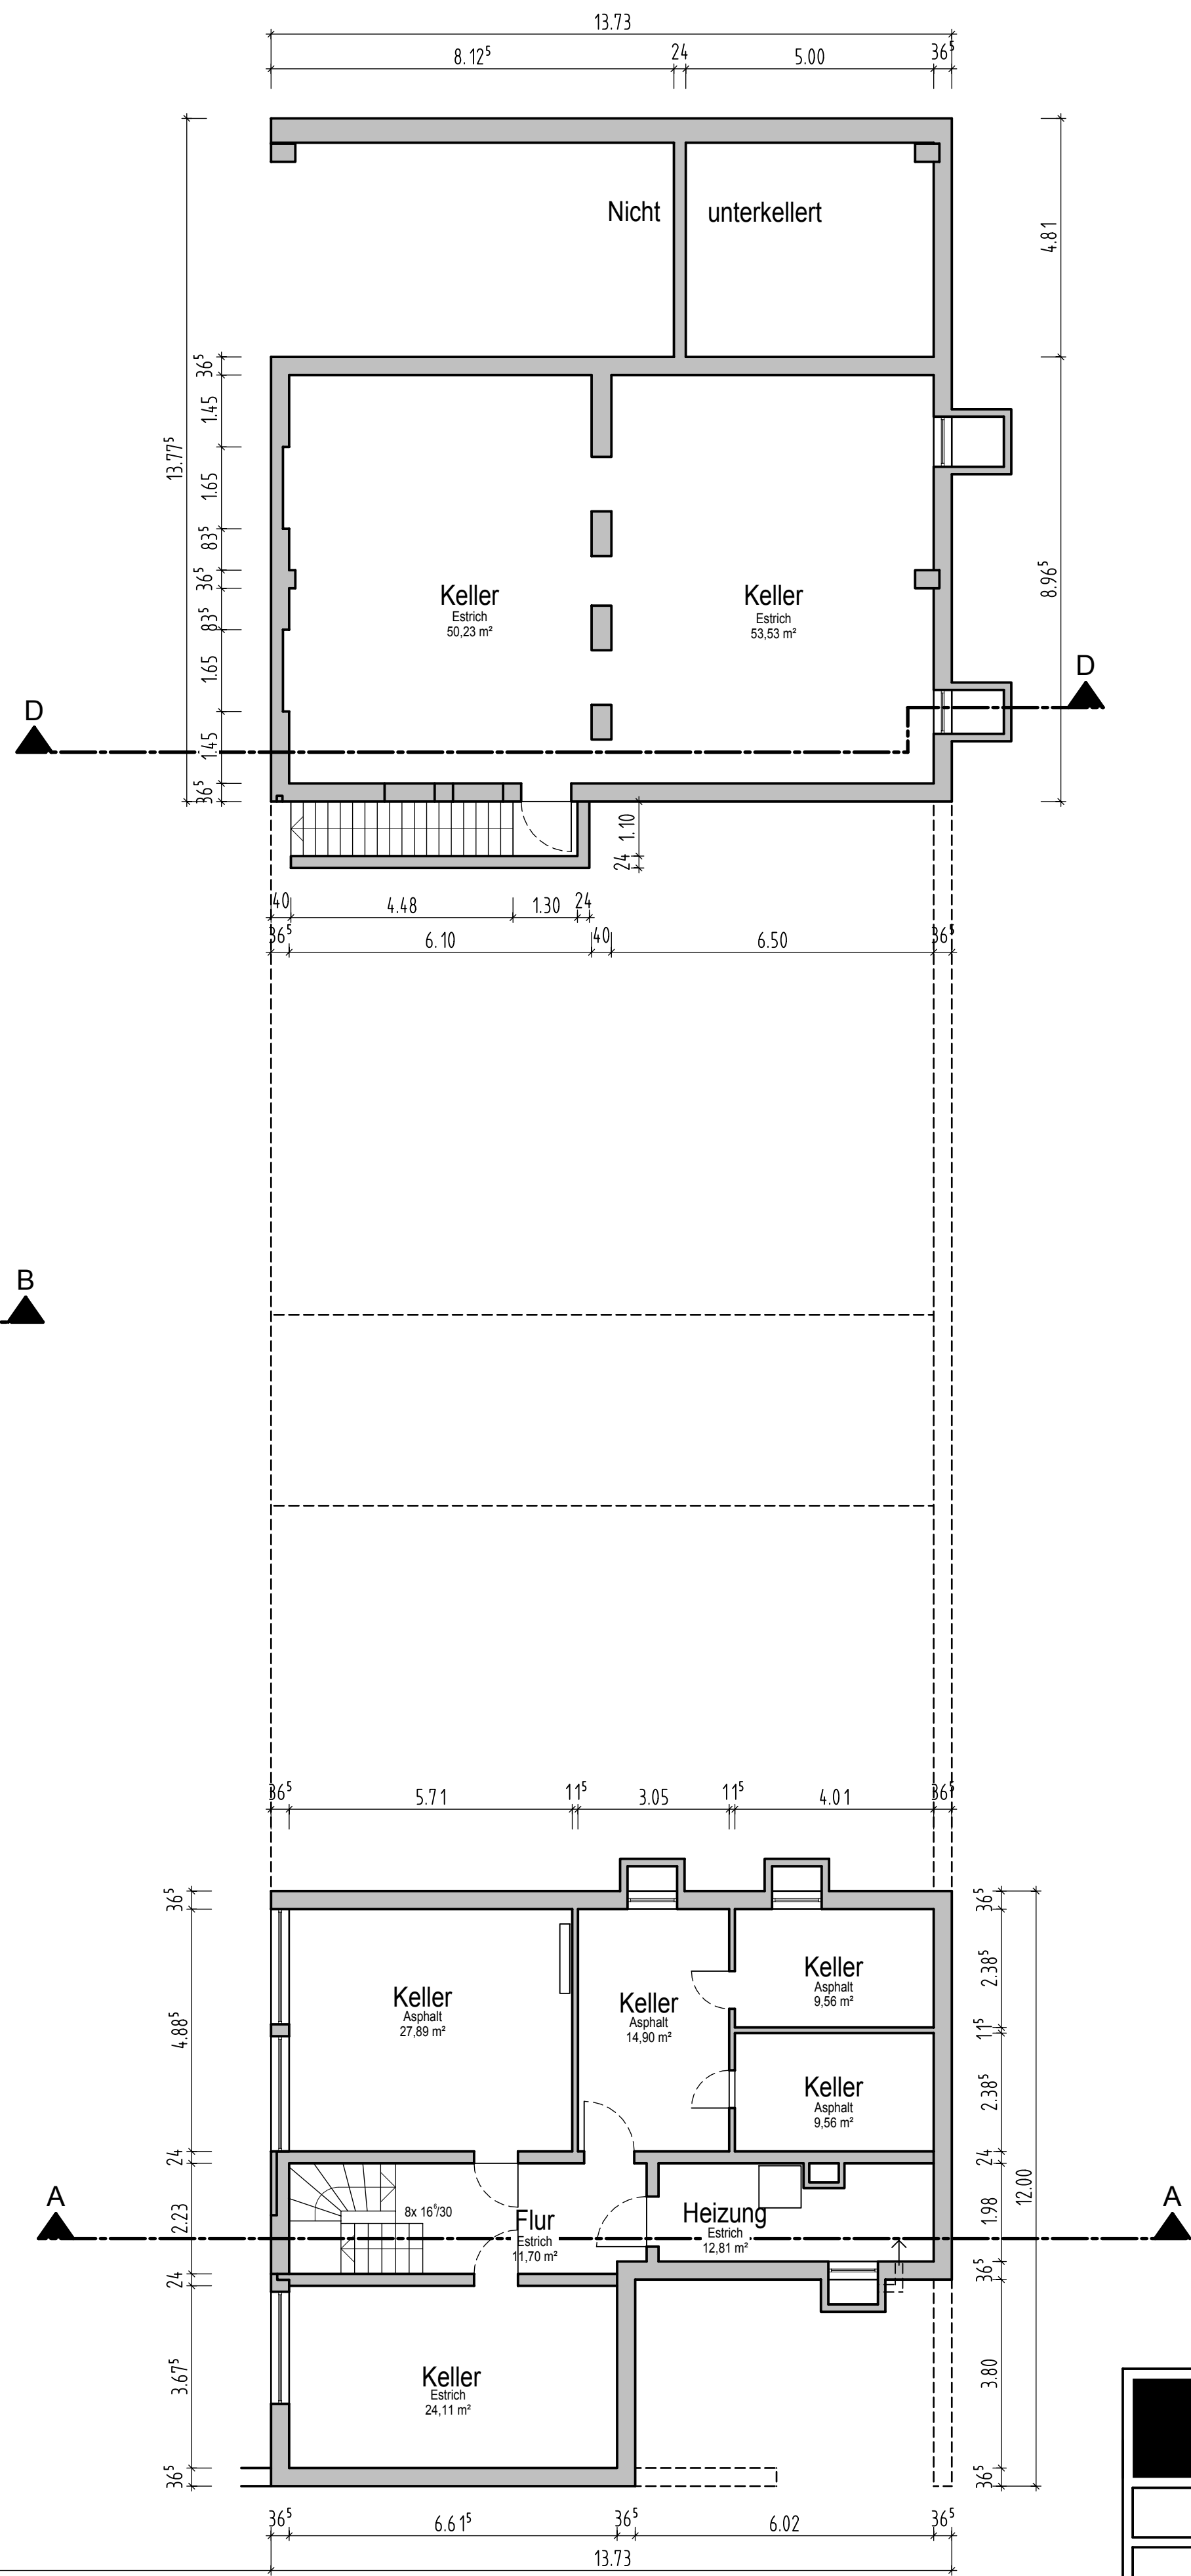 13.73
8.12⁵ 24 5.00 36⁵
Nicht unterkellert
4.81
36⁵
1.45
13.77⁵
1.65
83⁵
36⁵
83⁵
1.65
1.45
36⁵
8.96⁵
Keller
Estrich
50,23 m²
Keller
Estrich
53,53 m²
D
D
1.10
24
40 4.48 1.30 24
36⁵ 6.10 40 6.50 36⁵
B
36⁵ 5.71 11⁵ 3.05 11⁵ 4.01 36⁵
36⁵
4.88⁵
24
2.23
24
3.67⁵
36⁵
36⁵
2.38⁵
11⁵
2.38⁵
24
1.98
36⁵
3.80
36⁵
12.00
Keller
Asphalt
27,89 m²
Keller
Asphalt
14,90 m²
Keller
Asphalt
9,56 m²
Keller
Asphalt
9,56 m²
A
A
8x 16⁶/30
Flur
Estrich
11,70 m²
Heizung
Estrich
12,81 m²
Keller
Estrich
24,11 m²
36⁵ 6.61⁵ 36⁵ 6.02 36⁵
13.73